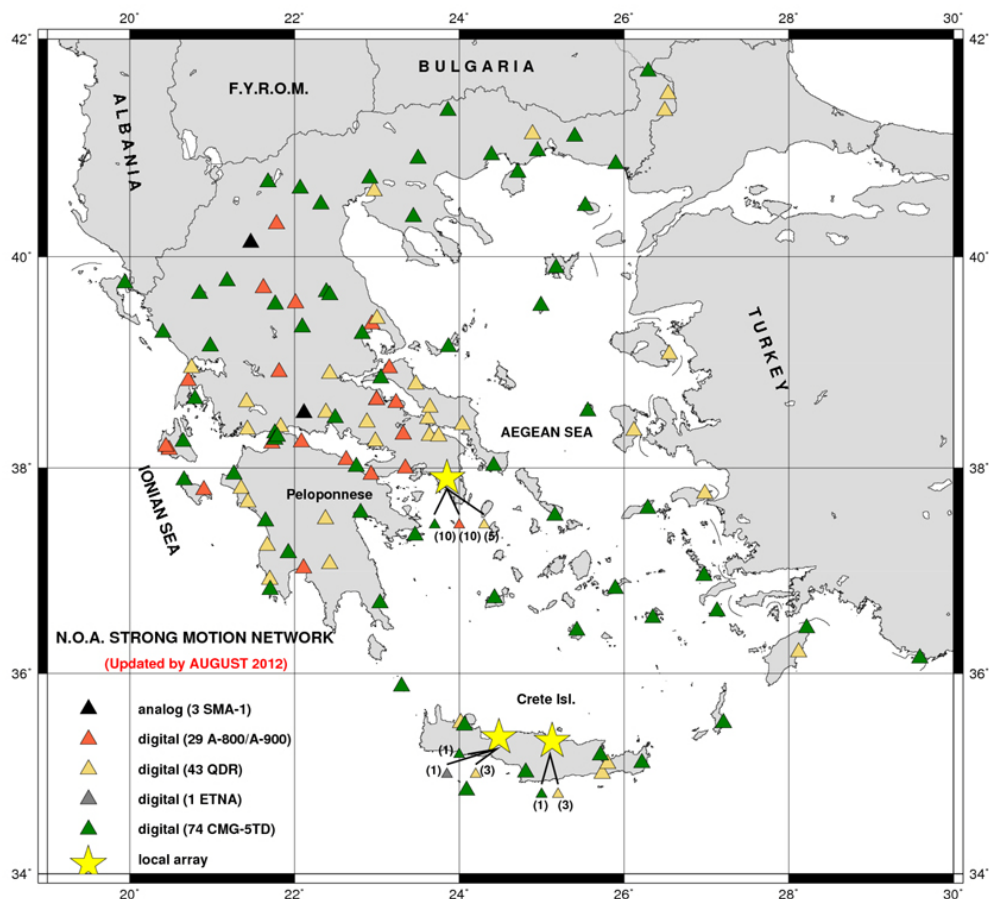 20° 22° 24° 26° 28° 30°
42° 42°
BULGARIA
F.Y.R.O.M.
ALBANIA
40° 40°
TURKEY
AEGEAN SEA
38° 38°
IONIAN SEA
Peloponnese
(10) (10) (5)
N.O.A. STRONG MOTION NETWORK
(Updated by AUGUST 2012)
36° 36°
Crete Isl.
analog (3 SMA-1)
digital (29 A-800/A-900)
(1)
digital (43 QDR)
(1) (3)
digital (1 ETNA)
(1) (3)
digital (74 CMG-5TD)
local array
34° 34°
20° 22° 24° 26° 28° 30°